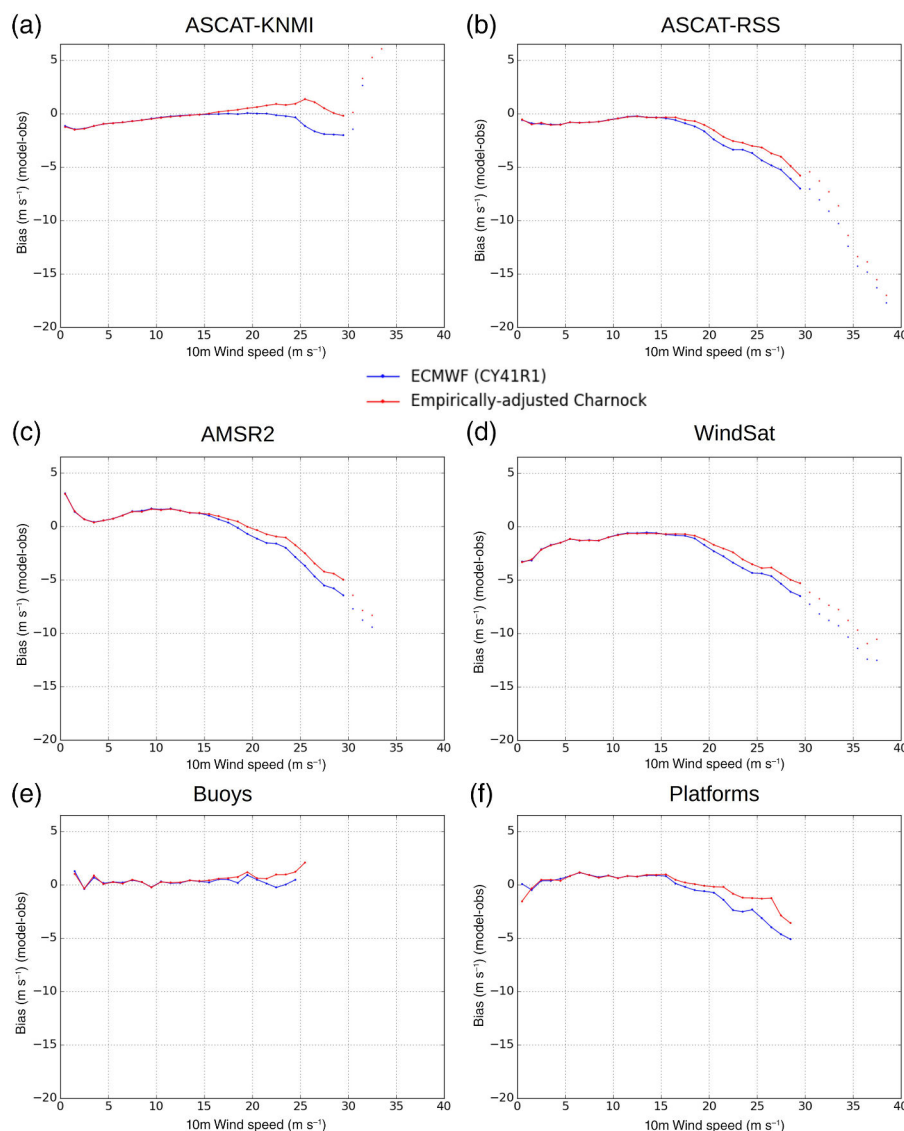 (a) ASCAT-KNMI
Bias (m s⁻¹) (model-obs)
5
0
−5
−10
−15
−20
0 5 10 15 20 25 30 35 40
10m Wind speed (m s⁻¹)
(b) ASCAT-RSS
Bias (m s⁻¹) (model-obs)
5
0
−5
−10
−15
−20
0 5 10 15 20 25 30 35 40
10m Wind speed (m s⁻¹)
ECMWF (CY41R1)
Empirically-adjusted Charnock
(c) AMSR2
Bias (m s⁻¹) (model-obs)
5
0
−5
−10
−15
−20
0 5 10 15 20 25 30 35 40
10m Wind speed (m s⁻¹)
(d) WindSat
Bias (m s⁻¹) (model-obs)
5
0
−5
−10
−15
−20
0 5 10 15 20 25 30 35 40
10m Wind speed (m s⁻¹)
(e) Buoys
Bias (m s⁻¹) (model-obs)
5
0
−5
−10
−15
−20
0 5 10 15 20 25 30 35 40
10m Wind speed (m s⁻¹)
(f) Platforms
Bias (m s⁻¹) (model-obs)
5
0
−5
−10
−15
−20
0 5 10 15 20 25 30 35 40
10m Wind speed (m s⁻¹)